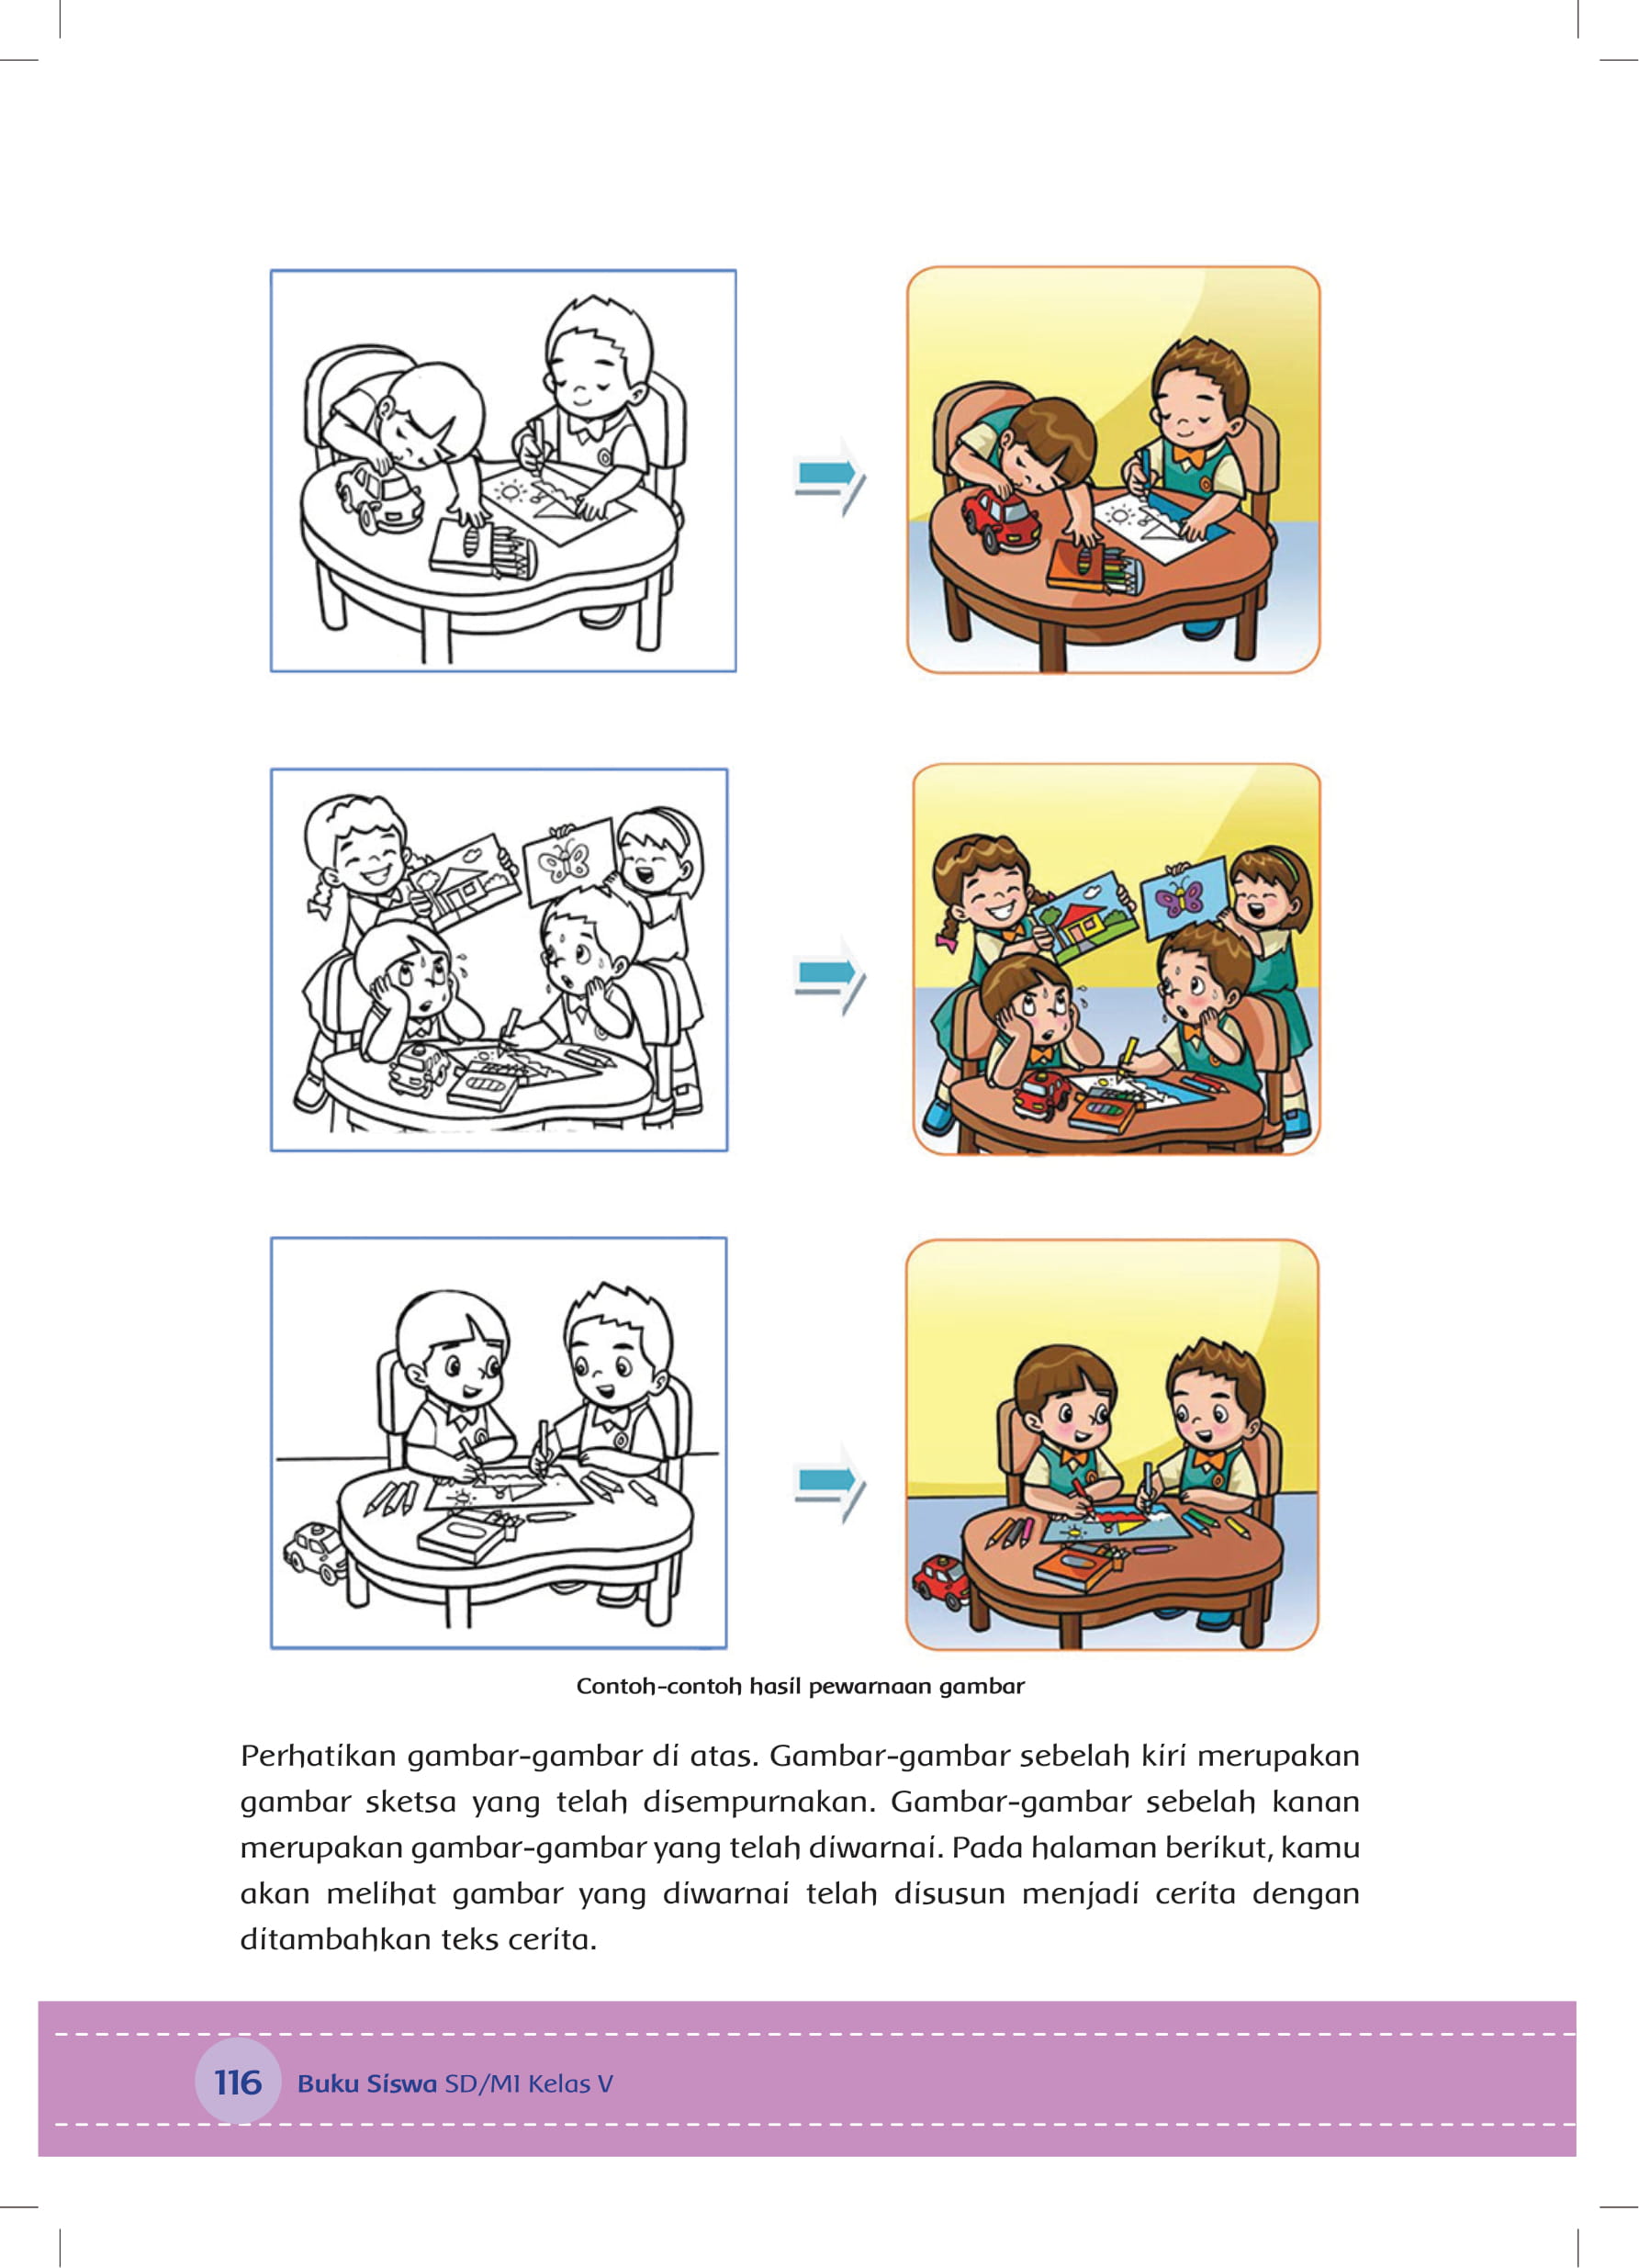 Contoh-contoh hasil pewarnaan gambar
Perhatikan gambar-gambar di atas. Gambar-gambar sebelah kiri merupakan
gambar sketsa yang telah disempurnakan. Gambar-gambar sebelah kanan
merupakan gambar-gambar yang telah diwarnai. Pada halaman berikut, kamu
akan melihat gambar yang diwarnai telah disusun menjadi cerita dengan
ditambahkan teks cerita.
116 Buku Siswa SD/MI Kelas V